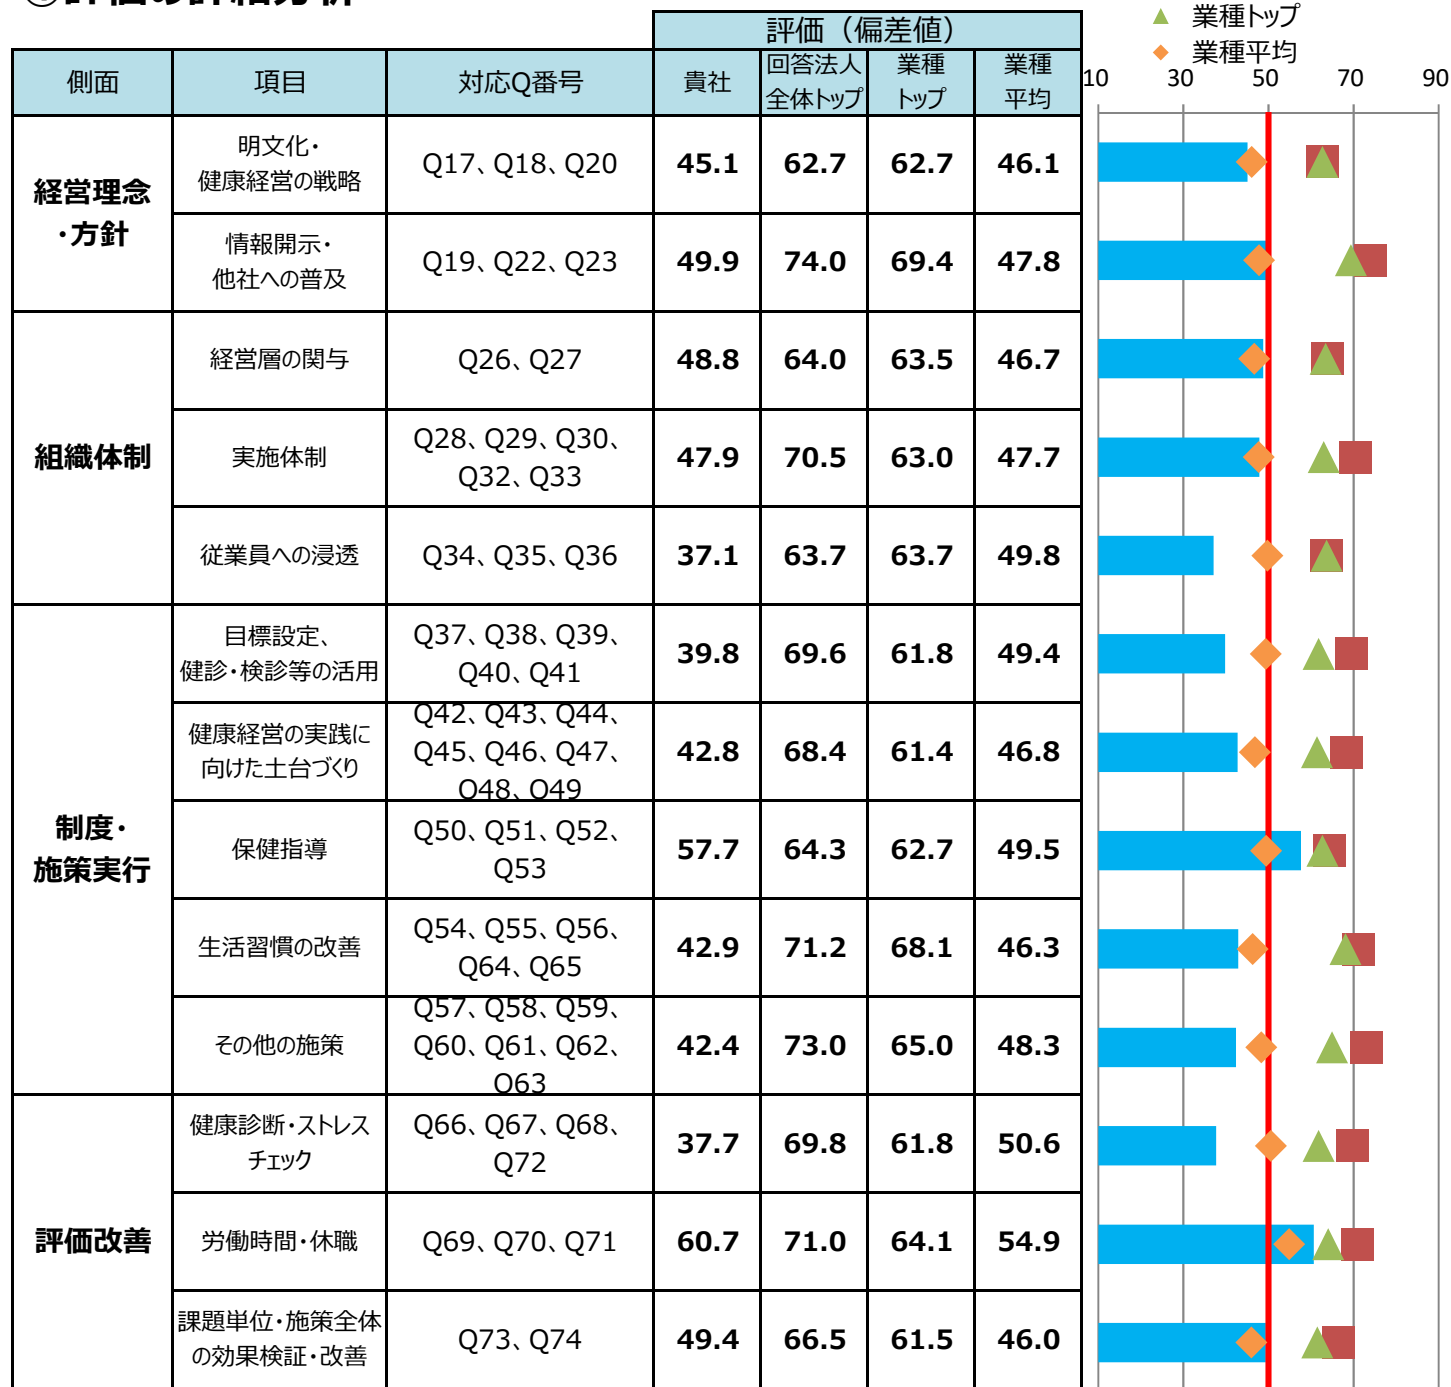 評価(偏差値)
▲ 業種トップ
◆ 業種平均
側面 項目 対応Q番号 貴社 回答法人 業種 業種
全体トップ トップ 平均
10 30 50 70 90
経営理念
・方針
明文化・
健康経営の戦略
Q17、Q18、Q20 45.1 62.7 62.7 46.1
情報開示・
他社への普及
Q19、Q22、Q23 49.9 74.0 69.4 47.8
組織体制
経営層の関与 Q26、Q27 48.8 64.0 63.5 46.7
実施体制
Q28、Q29、Q30、
Q32、Q33
47.9 70.5 63.0 47.7
従業員への浸透 Q34、Q35、Q36 37.1 63.7 63.7 49.8
制度・
施策実行
目標設定、
健診・検診等の活用
Q37、Q38、Q39、
Q40、Q41
39.8 69.6 61.8 49.4
健康経営の実践に
向けた土台づくり
Q42、Q43、Q44、
Q45、Q46、Q47、
Q48、Q49
42.8 68.4 61.4 46.8
保健指導
Q50、Q51、Q52、
Q53
57.7 64.3 62.7 49.5
生活習慣の改善
Q54、Q55、Q56、
Q64、Q65
42.9 71.2 68.1 46.3
その他の施策
Q57、Q58、Q59、
Q60、Q61、Q62、
Q63
42.4 73.0 65.0 48.3
評価改善
健康診断・ストレス
チェック
Q66、Q67、Q68、
Q72
37.7 69.8 61.8 50.6
労働時間・休職 Q69、Q70、Q71 60.7 71.0 64.1 54.9
課題単位・施策全体
の効果検証・改善
Q73、Q74 49.4 66.5 61.5 46.0